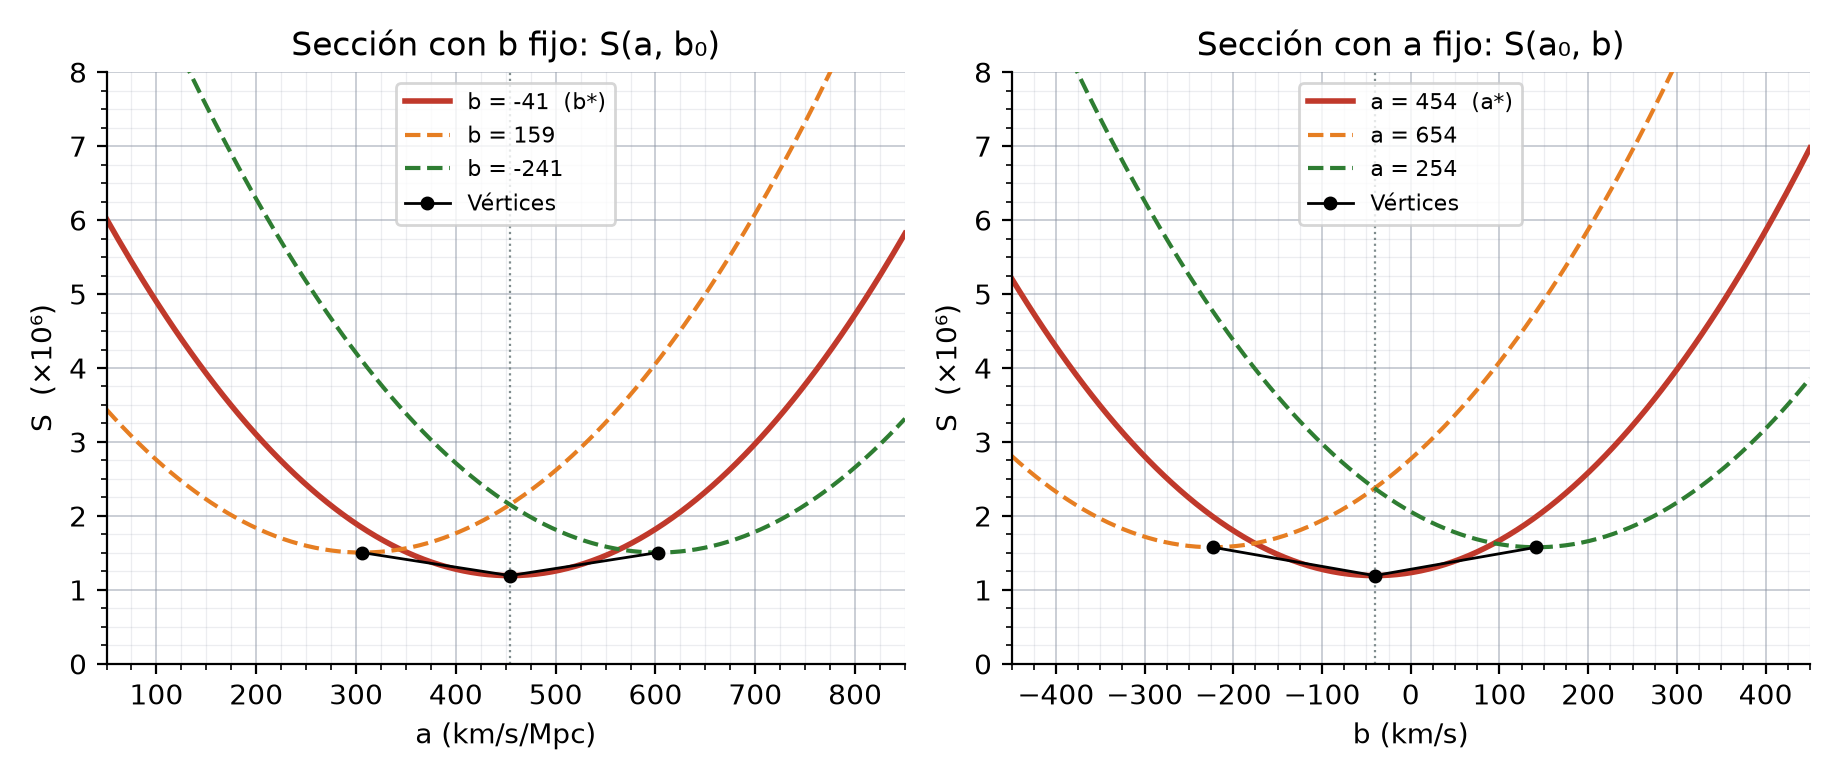 Sección con b fijo: S(a, b₀)
8
7
6
5
4
3
2
1
0
S (×10⁶)
b = -41 (b*)
b = 159
b = -241
Vértices
100 200 300 400 500 600 700 800
a (km/s/Mpc)
Sección con a fijo: S(a₀, b)
8
7
6
5
4
3
2
1
0
S (×10⁶)
a = 454 (a*)
a = 654
a = 254
Vértices
−400 −300 −200 −100 0 100 200 300 400
b (km/s)